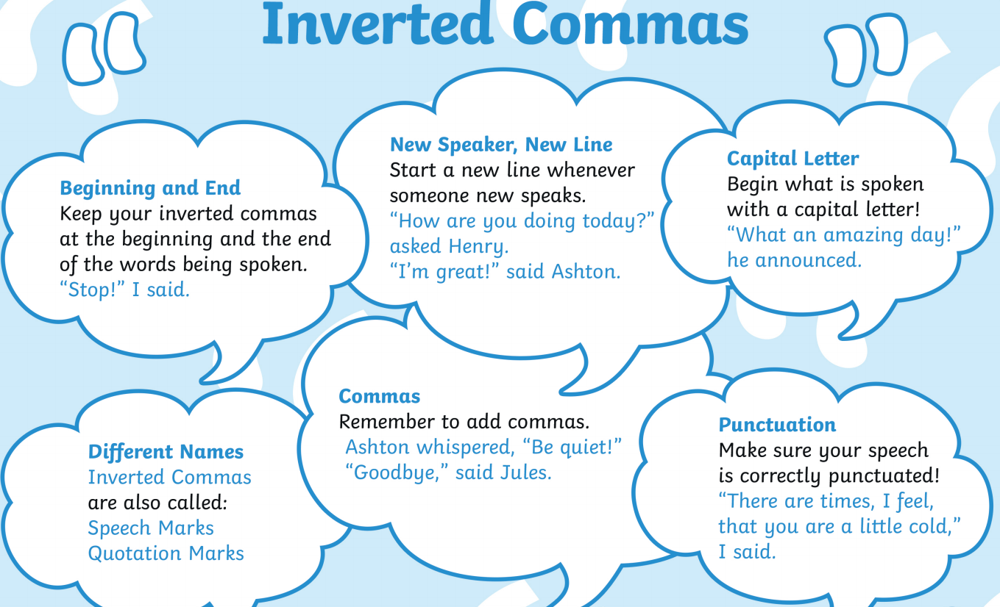 Inverted Commas
Beginning and End
Keep your inverted commas
at the beginning and the end
of the words being spoken.
“Stop!” I said.
New Speaker, New Line
Start a new line whenever
someone new speaks.
“How are you doing today?”
asked Henry.
“I’m great!” said Ashton.
Capital Letter
Begin what is spoken
with a capital letter!
“What an amazing day!”
he announced.
Different Names
Inverted Commas
are also called:
Speech Marks
Quotation Marks
Commas
Remember to add commas.
Ashton whispered, “Be quiet!”
“Goodbye,” said Jules.
Punctuation
Make sure your speech
is correctly punctuated!
“There are times, I feel,
that you are a little cold,”
I said.